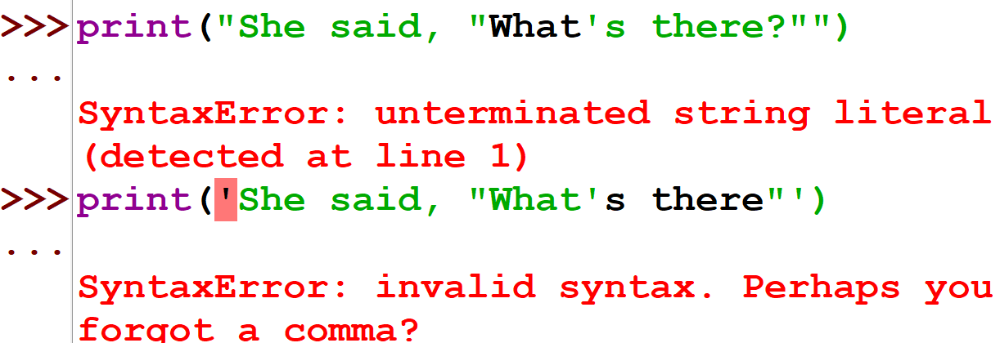 >>> print("She said, "What's there?"")
...
SyntaxError: unterminated string literal
(detected at line 1)
>>> print('She said, "What's there"')
...
SyntaxError: invalid syntax. Perhaps you
forgot a comma?